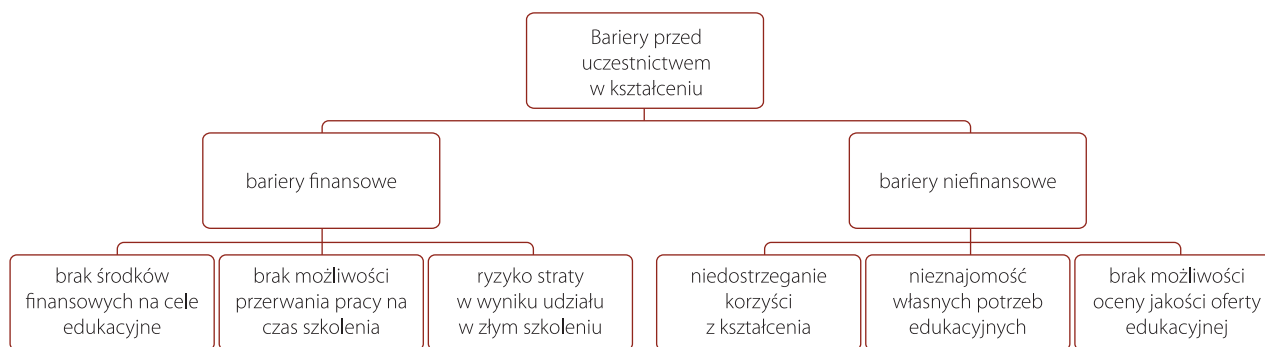 Bariery przed
uczestnictwem
w kształceniu
bariery finansowe
bariery niefinansowe
brak środków
finansowych na cele
edukacyjne
brak możliwości
przerwania pracy na
czas szkolenia
ryzyko straty
w wyniku udziału
w złym szkoleniu
niedostrzeganie
korzyści
z kształcenia
nieznajomość
własnych potrzeb
edukacyjnych
brak możliwości
oceny jakości oferty
edukacyjnej